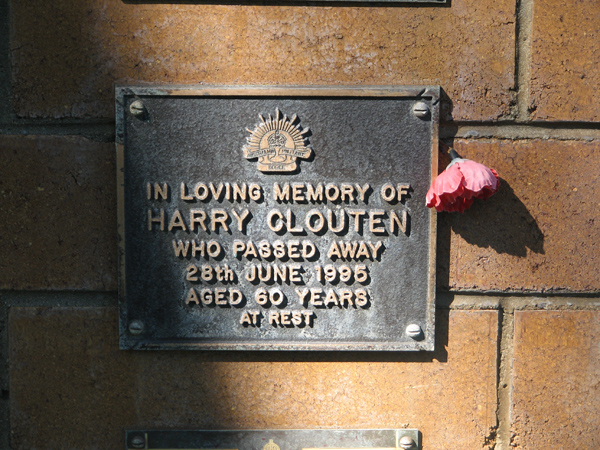 IN LOVING MEMORY OF
HARRY CLOUTEN
WHO PASSED AWAY
28th JUNE 1995
AGED 60 YEARS
AT REST